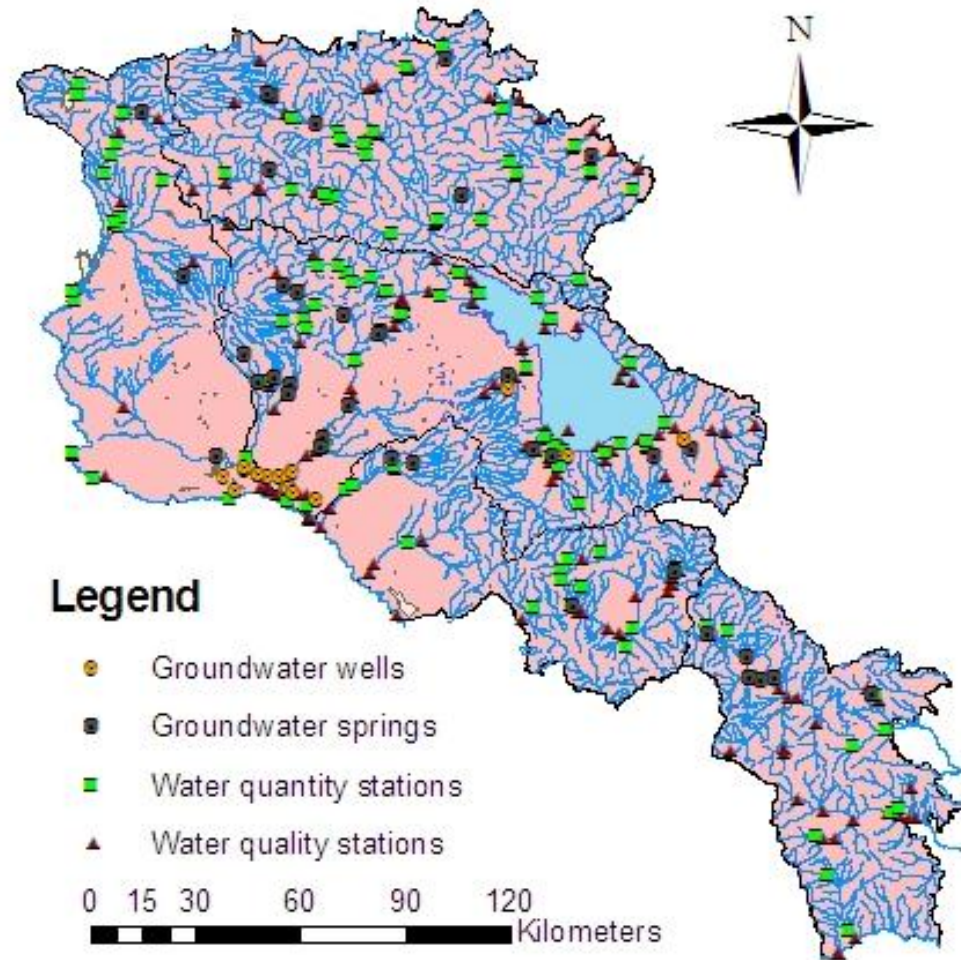 N
Legend
Groundwater wells
Groundwater springs
Water quantity stations
Water quality stations
0 15 30 60 90 120
Kilometers